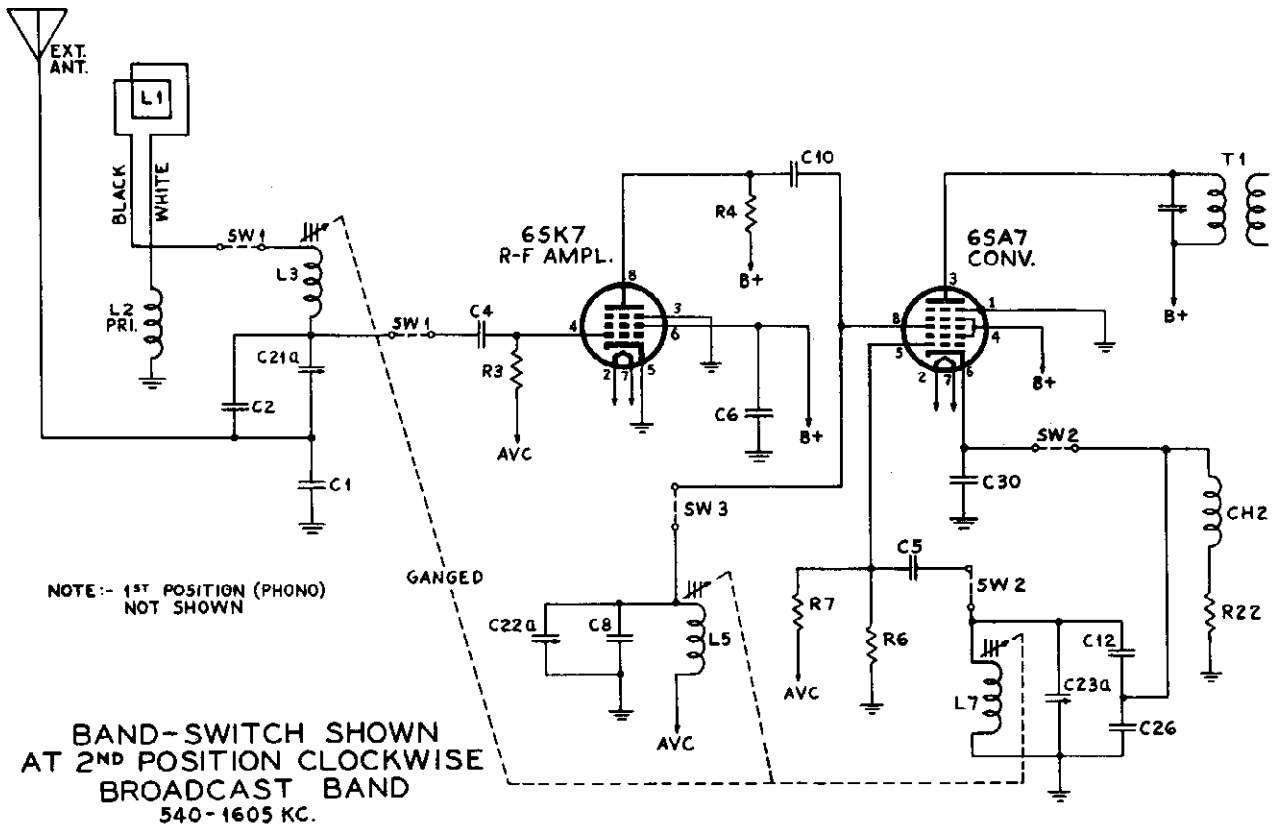 EXT.
ANT.
L1
BLACK
WHITE
SW1
L3
L2
PRI.
C21a
C2
C1
SW1
C4
R3
AVC
6SK7
R-F AMPL.
8
3
6
4
2
7
5
R4
B+
C10
C6
B+
6SA7
CONV.
3
1
8
4
5
2
7
6
B+
T1
B+
SW2
C30
CH2
R22
SW3
C5
SW2
R7
R6
AVC
C12
L7
C23a
C26
GANGED
C22a
C8
L5
AVC
NOTE:- 1ST POSITION (PHONO)
NOT SHOWN
BAND-SWITCH SHOWN
AT 2ND POSITION CLOCKWISE
BROADCAST BAND
540-1605 KC.